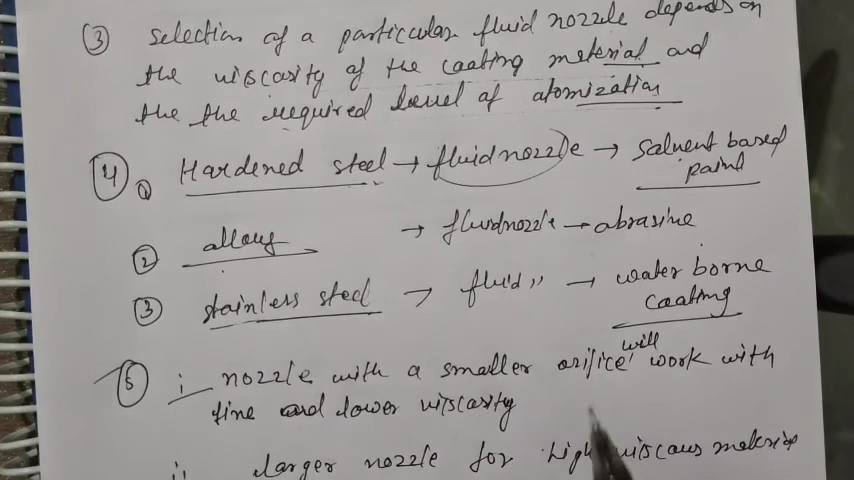 ③ selection of a particular fluid nozzle depends on
the viscosity of the coating material and
the the required level of atomization
④ ① Hardened steel → fluid nozzle → solvent based paint
② alloy → fluid nozzle → abrasive
③ stainless steel → fluid " → water borne coating
⑤ i nozzle with a smaller orifice will work with
fine and lower viscosity
ii larger nozzle for high viscous